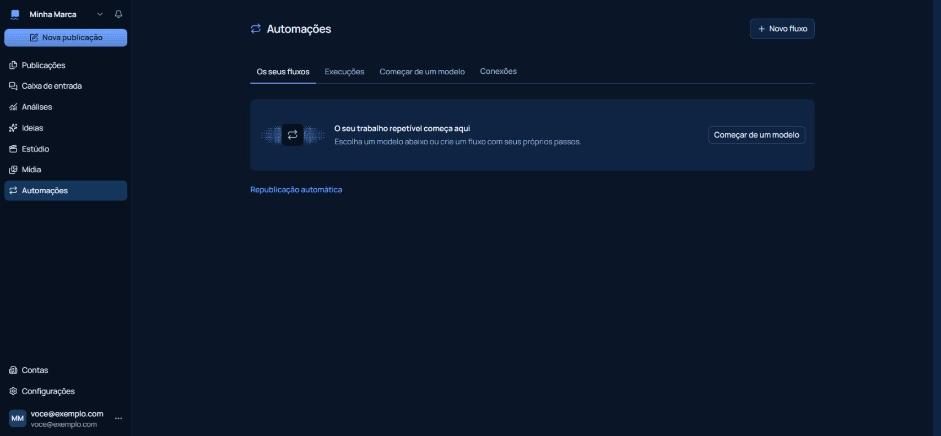 Minha Marca
Nova publicação
Publicações
Caixa de entrada
Análises
Ideias
Estúdio
Mídia
Automações
Contas
Configurações
MM
voce@exemplo.com
voce@exemplo.com
Automações
Novo fluxo
Os seus fluxos
Execuções
Começar de um modelo
Conexões
O seu trabalho repetível começa aqui
Escolha um modelo abaixo ou crie um fluxo com seus próprios passos.
Começar de um modelo
Republicação automática